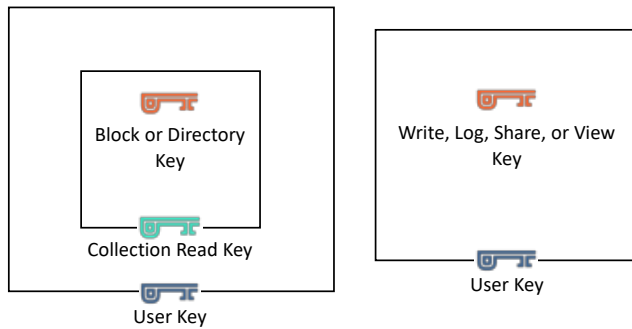 Block or Directory
Key
Collection Read Key
User Key
Write, Log, Share, or View
Key
User Key